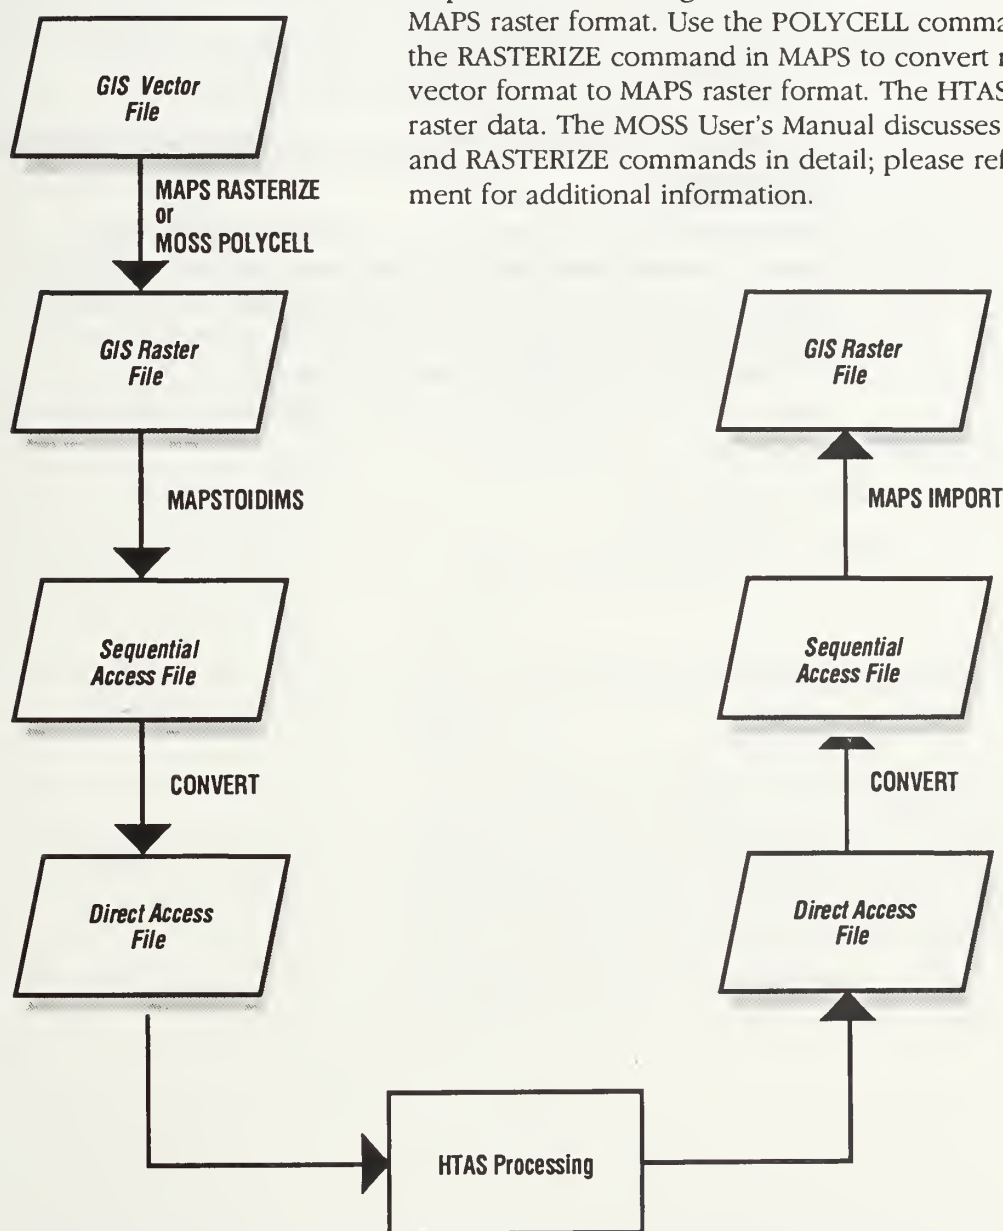 MAPS raster format. Use the POLYCELL
the RASTERIZE command in MAPS to convert
vector format to MAPS raster format. The HTAS
raster data. The MOSS User's Manual discusses
and RASTERIZE commands in detail; please
ment for additional information.
GIS Vector
File
MAPS RASTERIZE
or
MOSS POLYCELL
GIS Raster
File
MAPSTOIDIMS
Sequential
Access File
CONVERT
Direct Access
File
HTAS Processing
GIS Raster
File
MAPS IMPORT
Sequential
Access File
CONVERT
Direct Access
File